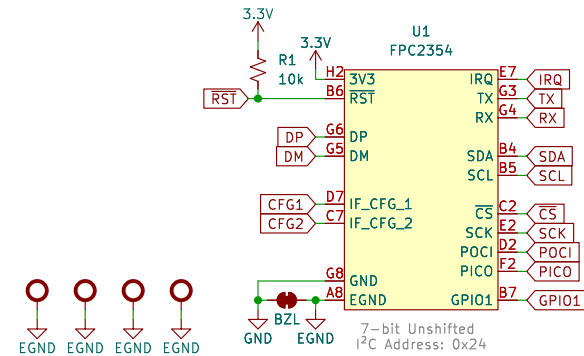 3.3V
U1
FPC2354
R1
10k
3.3V
H2
3V3
RST
B6
RST
G6
DP
DP
G5
DM
DM
D7
CFG1
IF_CFG_1
C7
CFG2
IF_CFG_2
G8
GND
A8
EGND
E7
IRQ
IRQ
G3
TX
TX
G4
RX
RX
B4
SDA
SDA
B5
SCL
SCL
C2
CS
CS
E2
SCK
SCK
D2
POCI
POCI
F2
PICO
PICO
B7
GPIO1
GPIO1
GND
BZL
EGND
EGND
EGND
EGND
EGND
7-bit Unshifted
I²C Address: 0x24